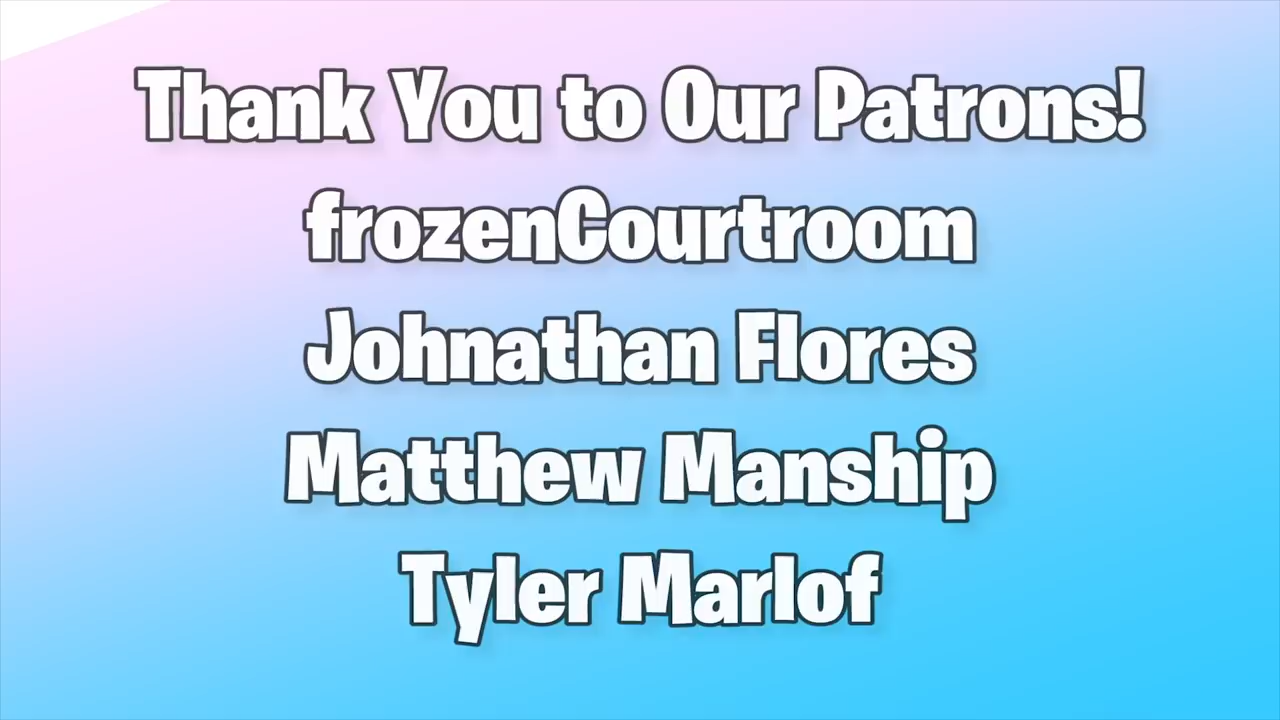 Thank You to Our Patrons!
frozenCourtroom
Johnathan Flores
Matthew Manship
Tyler Marlof